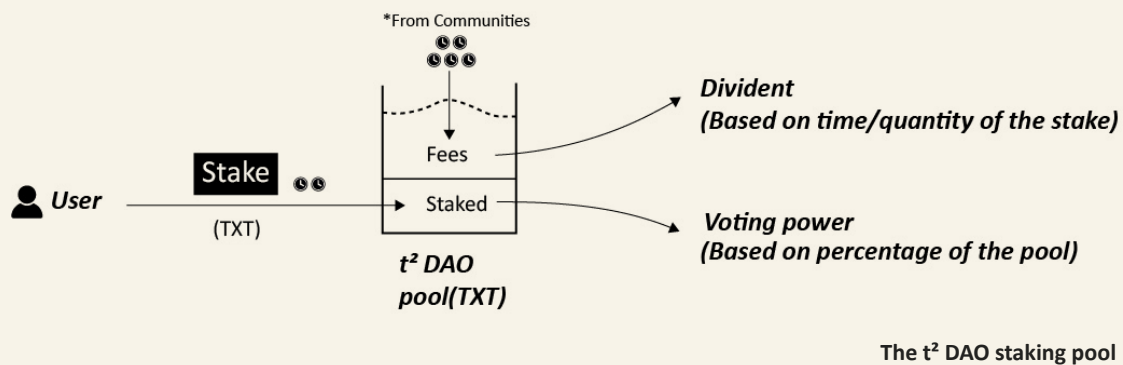 *From Communities
Divident
(Based on time/quantity of the stake)
Fees
Stake
User
Staked
(TXT)
Voting power
(Based on percentage of the pool)
t² DAO
pool(TXT)
The t² DAO staking pool